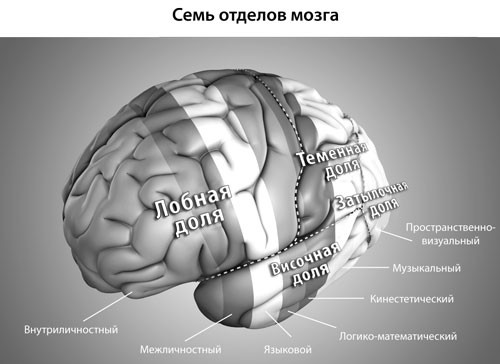 Семь отделов мозга
Лобная
доля
Теменная
доля
Затылочная
доля
Височная
доля
Пространственно-
визуальный
Музыкальный
Кинестетический
Логико-математический
Языковой
Межличностный
Внутриличностный